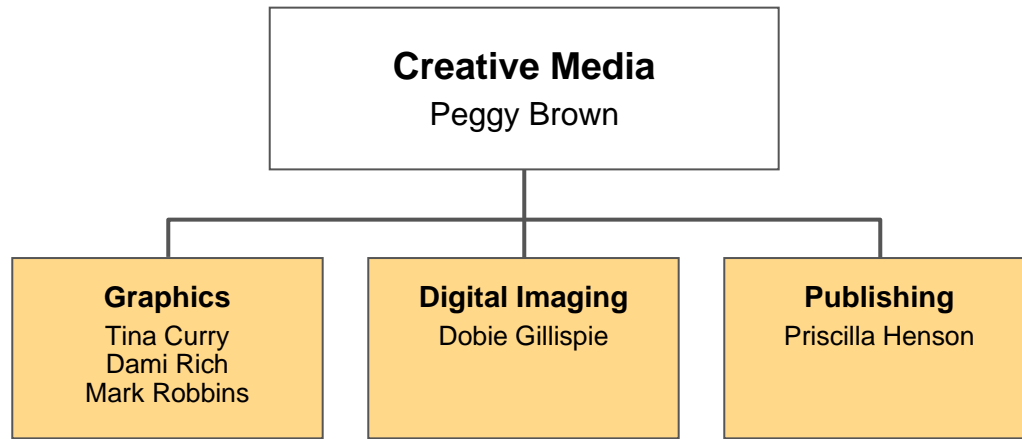 Creative Media
Peggy Brown
Graphics
Tina Curry
Dami Rich
Mark Robbins
Digital Imaging
Dobie Gillispie
Publishing
Priscilla Henson